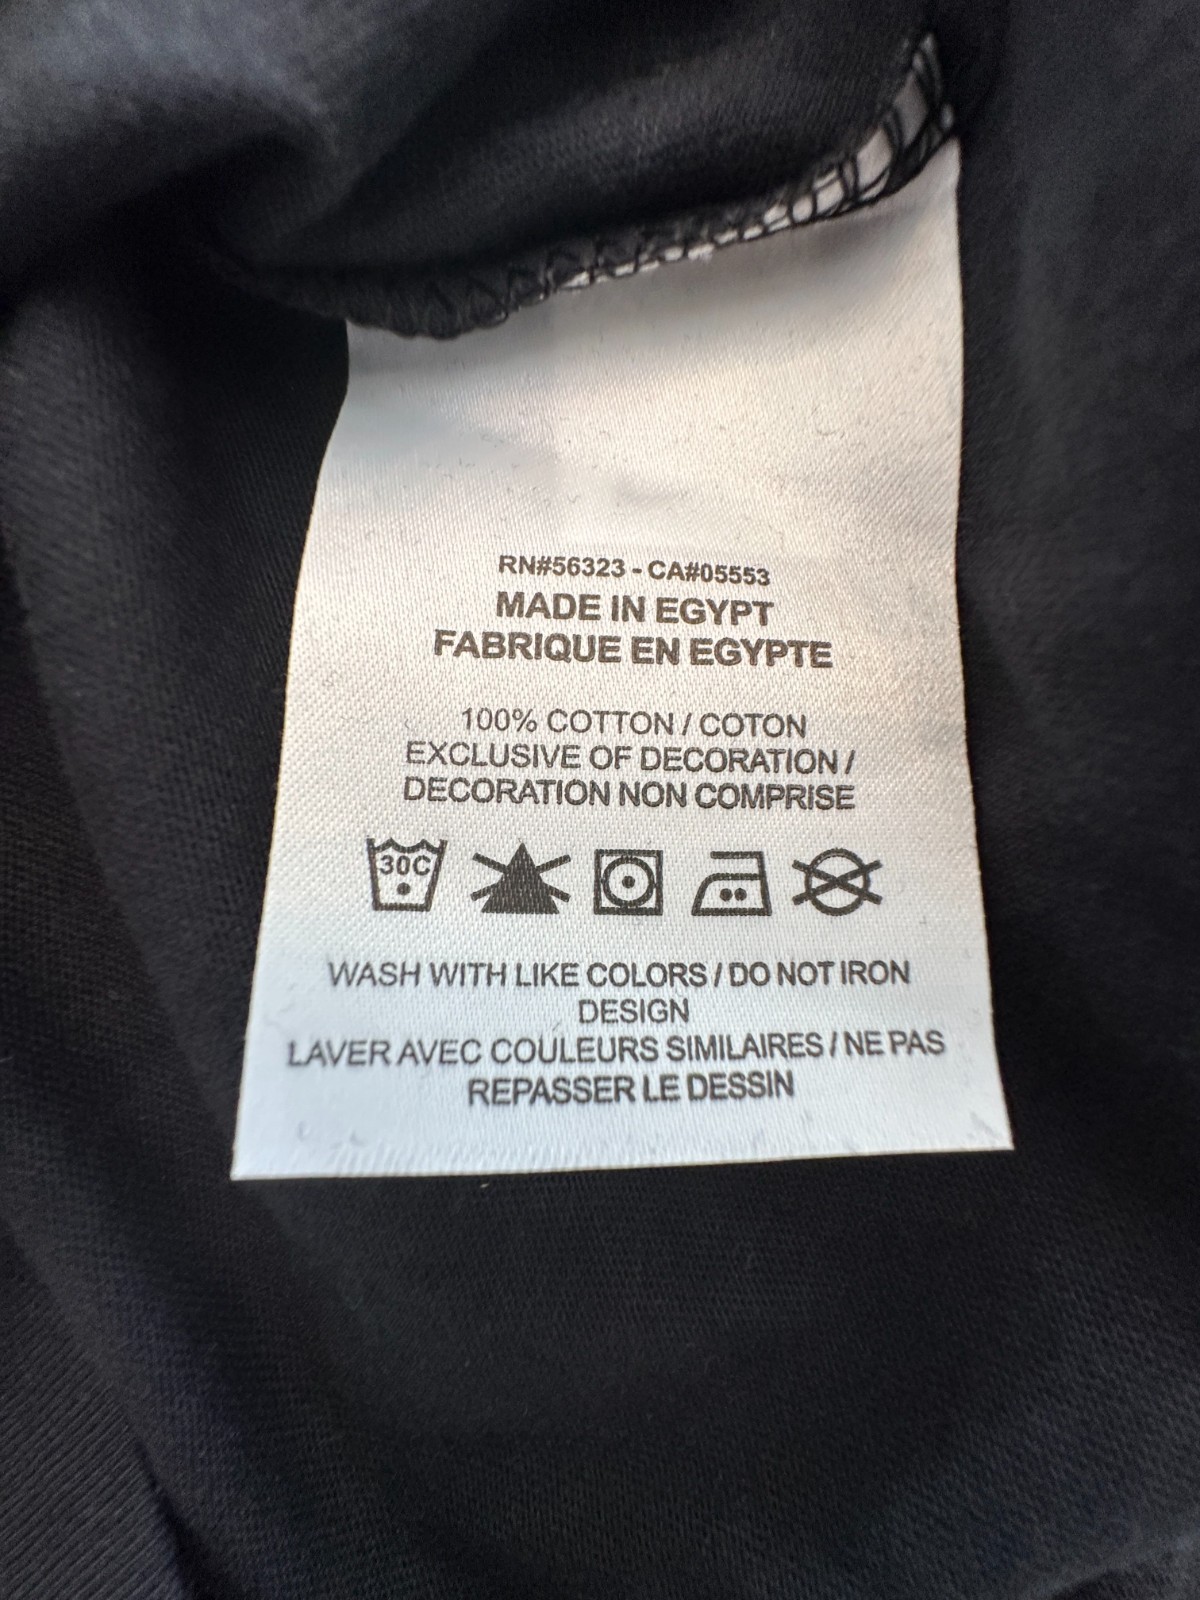 RN#56323 - CA#05553
MADE IN EGYPT
FABRIQUE EN EGYPTE
100% COTTON / COTON
EXCLUSIVE OF DECORATION /
DECORATION NON COMPRISE
30C
WASH WITH LIKE COLORS / DO NOT IRON
DESIGN
LAVER AVEC COULEURS SIMILAIRES / NE PAS
REPASSER LE DESSIN